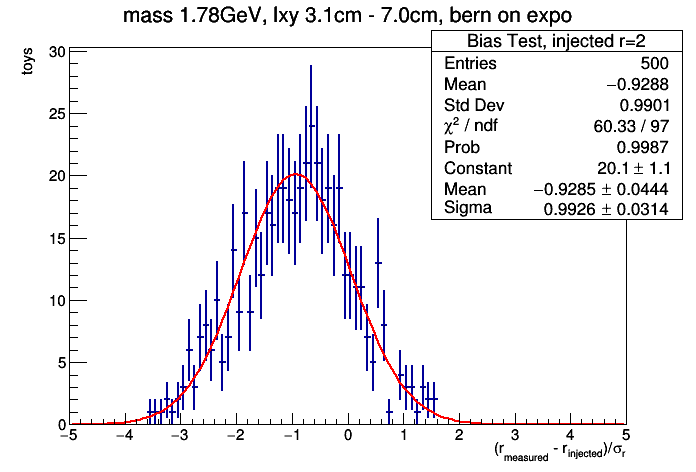 mass 1.78GeV, lxy 3.1cm - 7.0cm, bern on expo
Bias Test, injected r=2
Entries 500
Mean −0.9288
Std Dev 0.9901
χ² / ndf 60.33 / 97
Prob 0.9987
Constant 20.1 ± 1.1
Mean −0.9285 ± 0.0444
Sigma 0.9926 ± 0.0314
toys
30
25
20
15
10
5
0
−5 −4 −3 −2 −1 0 1 2 3 4 5
(r_measured - r_injected)/σ_r